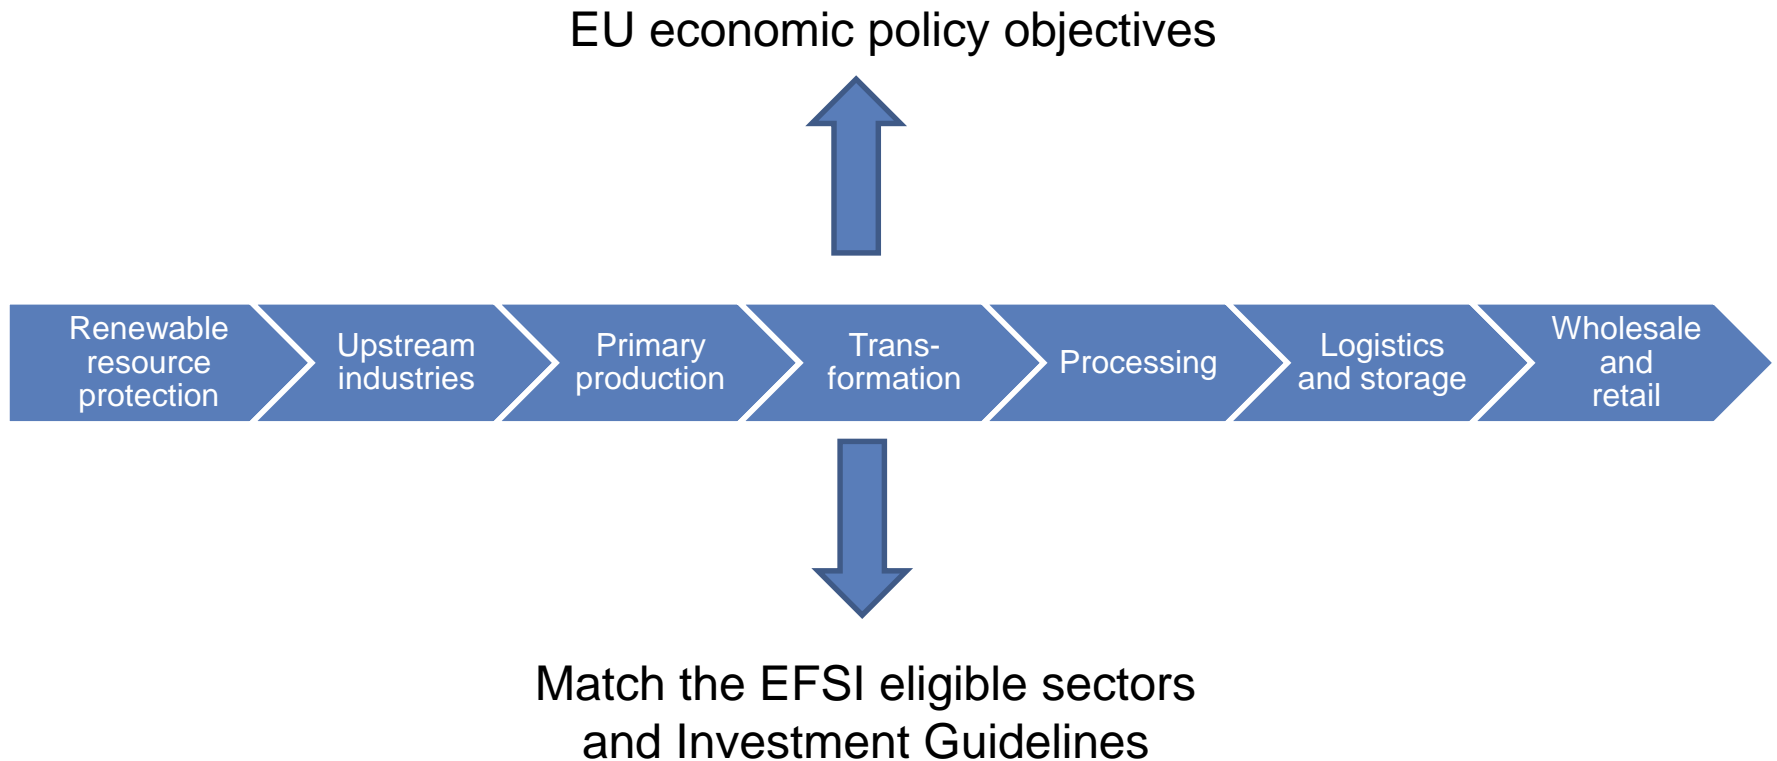 EU economic policy objectives
Renewable
resource
protection
Upstream
industries
Primary
production
Trans-
formation
Processing
Logistics
and storage
Wholesale
and
retail
Match the EFSI eligible sectors
and Investment Guidelines